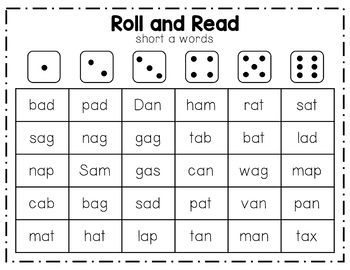 Roll and Read
short a words
bad pad Dan ham rat sat
sag nag gag tab bat lad
nap Sam gas can wag map
cab bag sad pat van pan
mat hat lap tan man tax